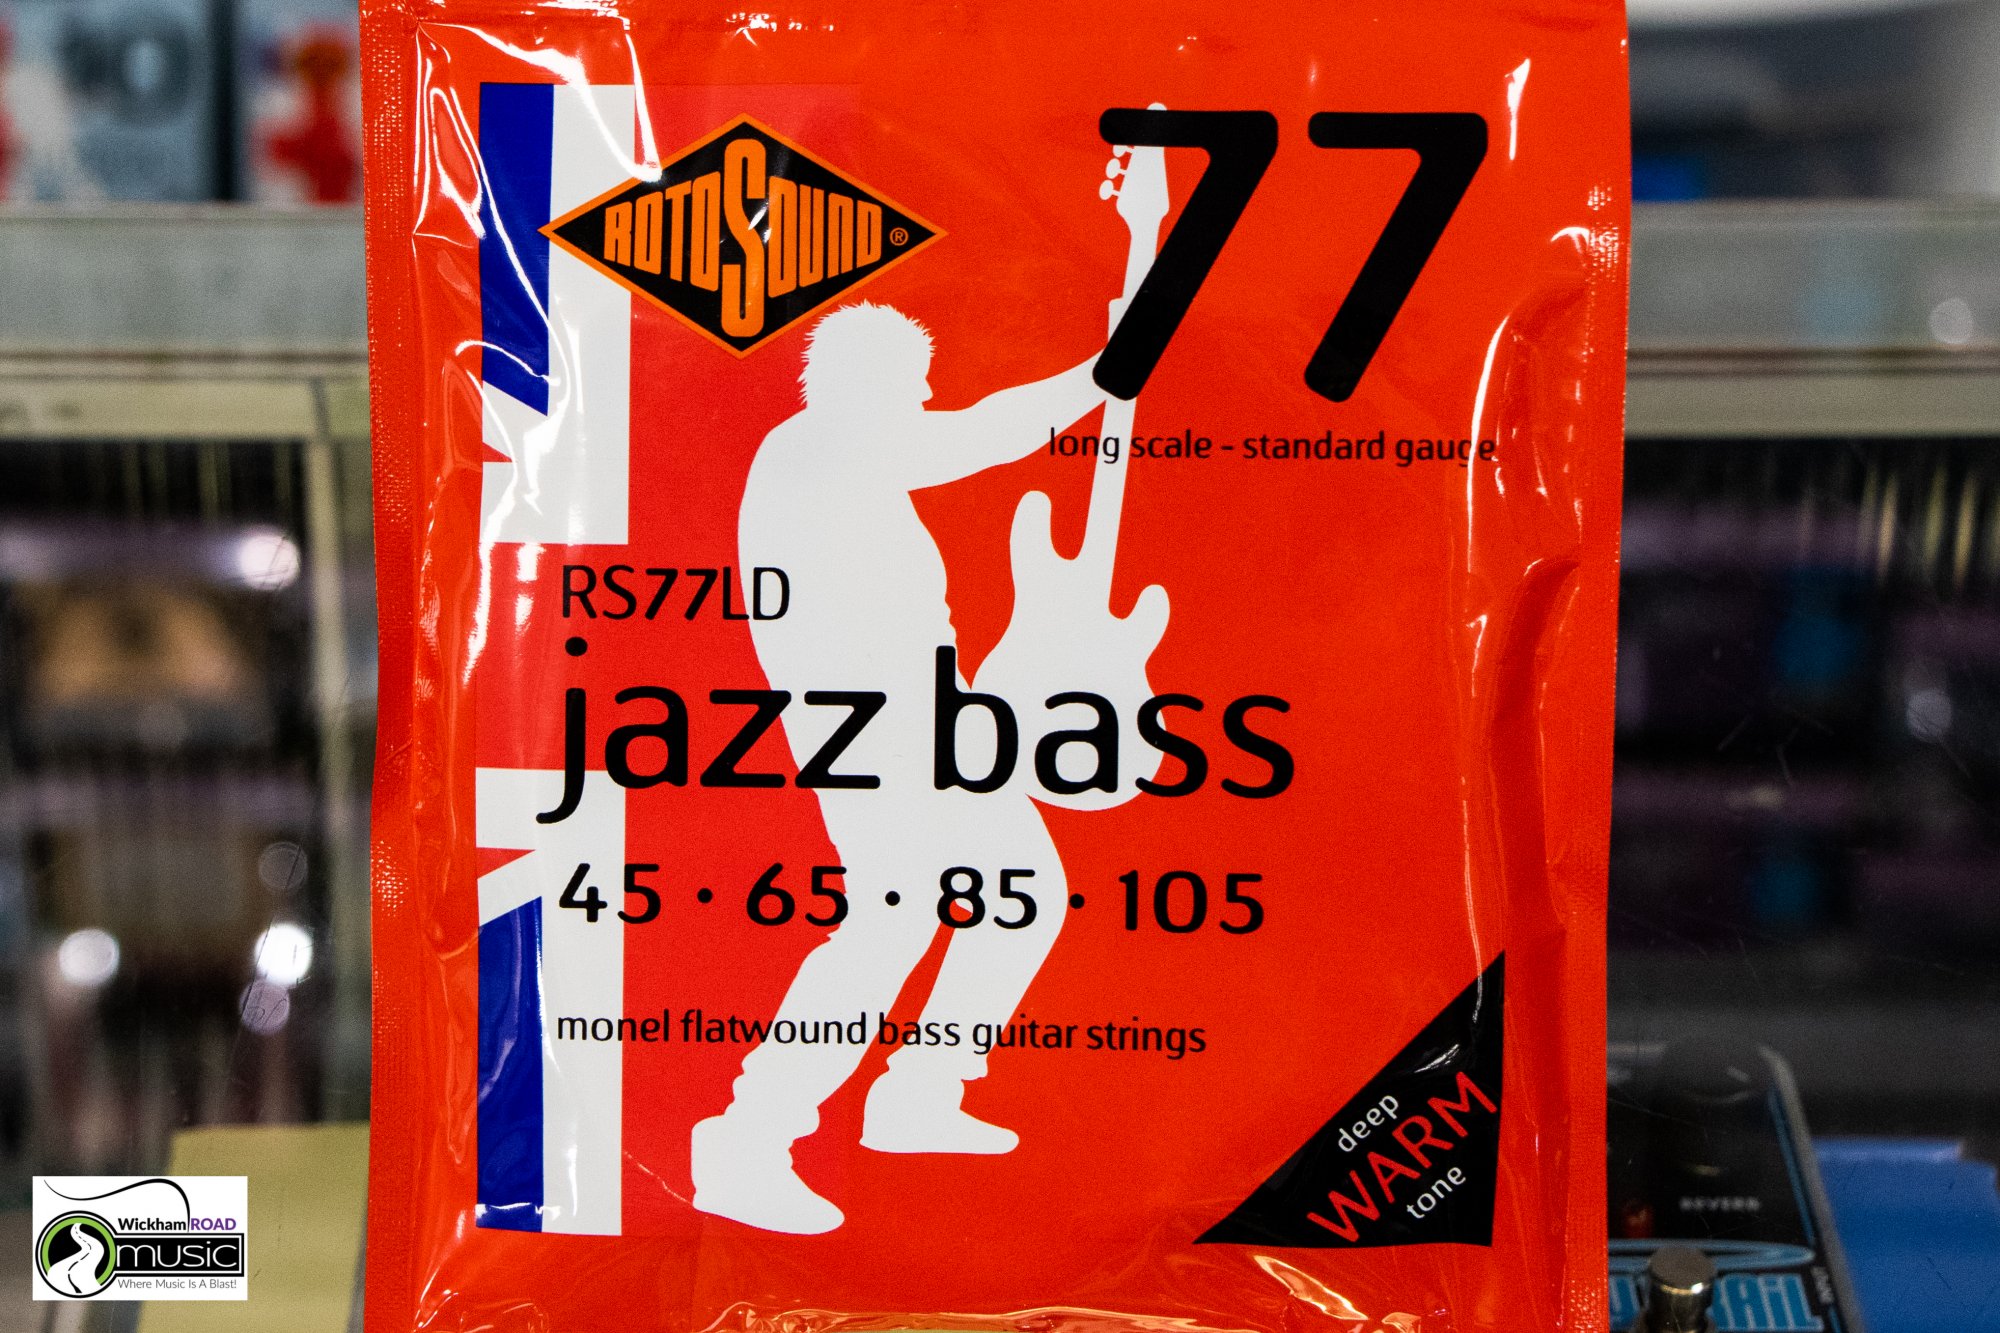 ROTOSOUND®
77
long scale - standard gauge
RS77LD
jazz bass
45 · 65 · 85 · 105
monel flatwound bass guitar strings
deep
WARM
tone
REVERB
Wickham ROAD
music
Where Music Is A Blast!